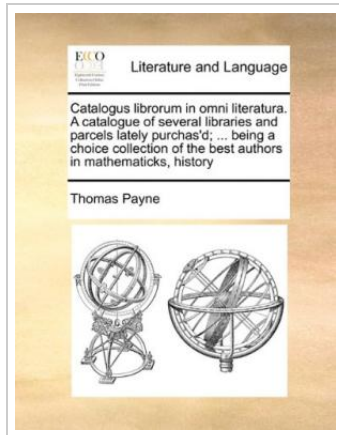 ECCO
Literature and Language
Catalogus librorum in omni literatura.
A catalogue of several libraries and
parcels lately purchas'd; ... being a
choice collection of the best authors
in mathematicks, history
Thomas Payne